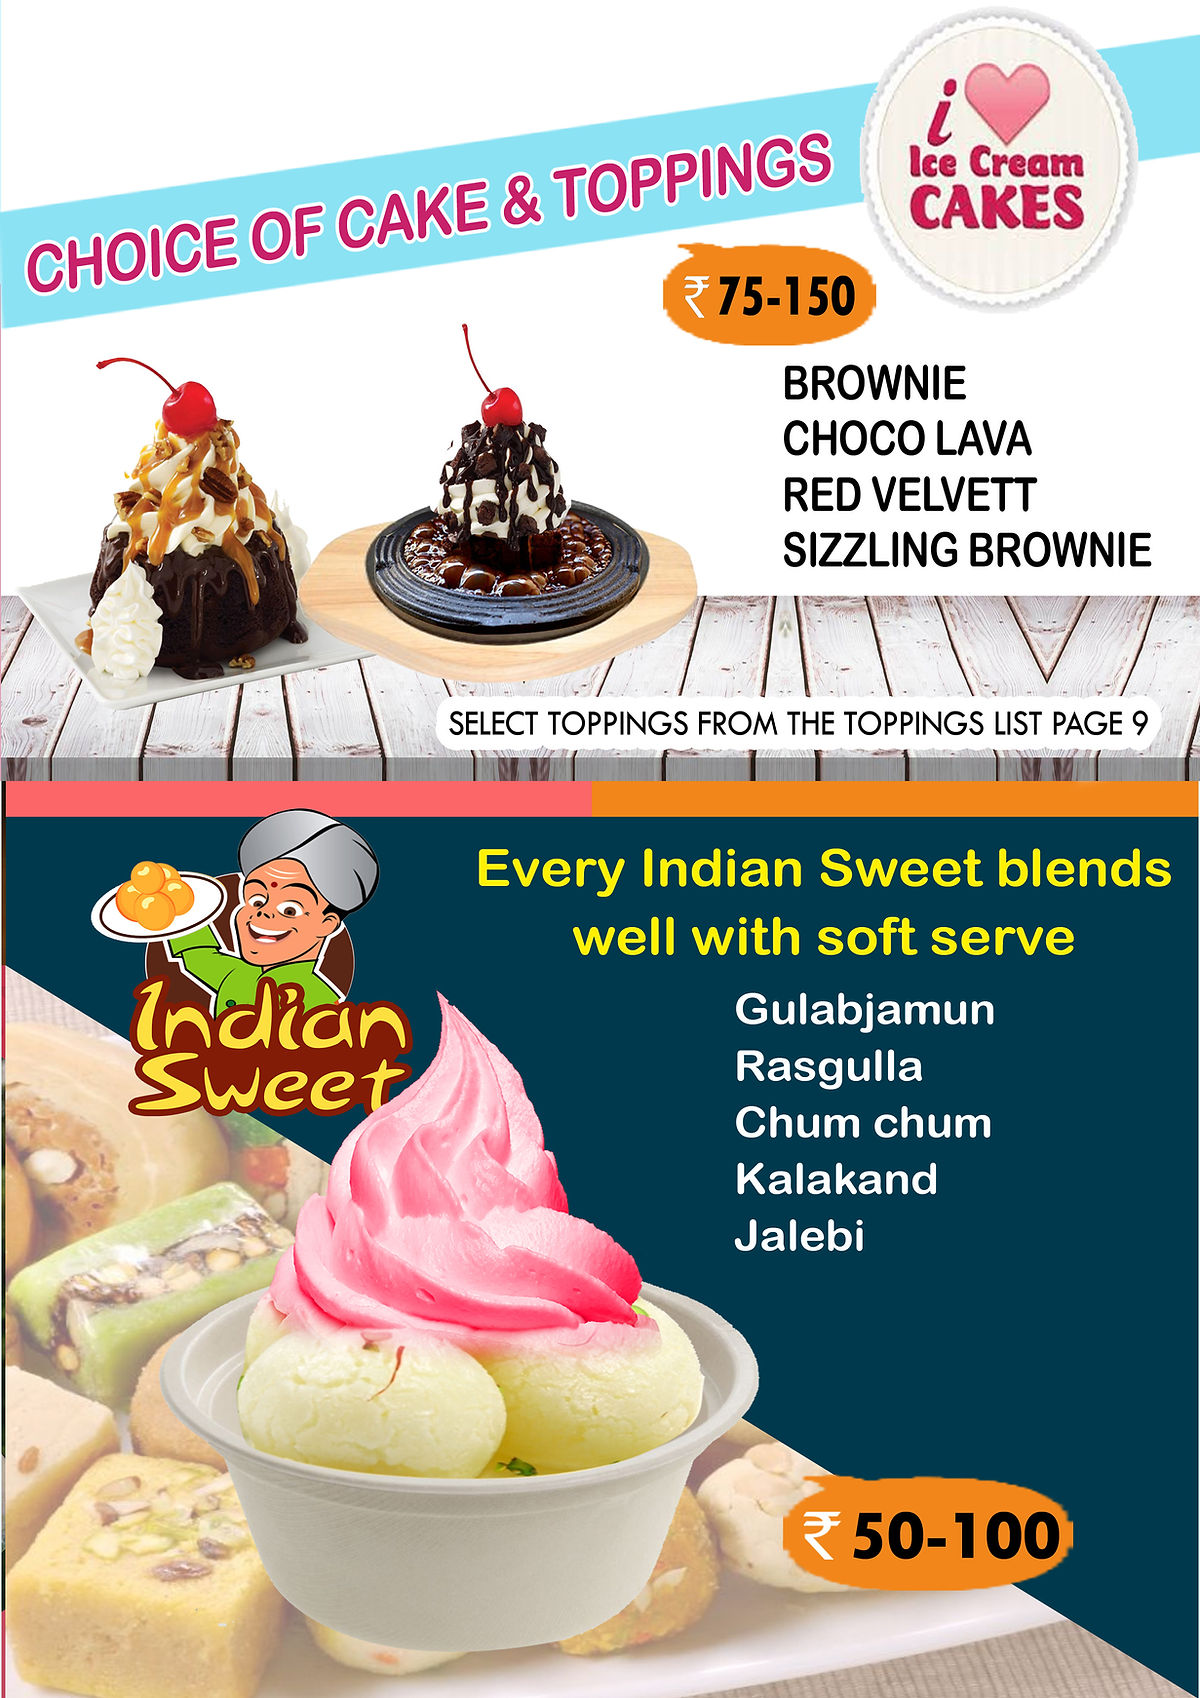 i
Ice Cream
CAKES
CHOICE OF CAKE & TOPPINGS
₹ 75-150
BROWNIE
CHOCO LAVA
RED VELVETT
SIZZLING BROWNIE
SELECT TOPPINGS FROM THE TOPPINGS LIST PAGE 9
Indian
Sweet
Every Indian Sweet blends
well with soft serve
Gulabjamun
Rasgulla
Chum chum
Kalakand
Jalebi
₹ 50-100